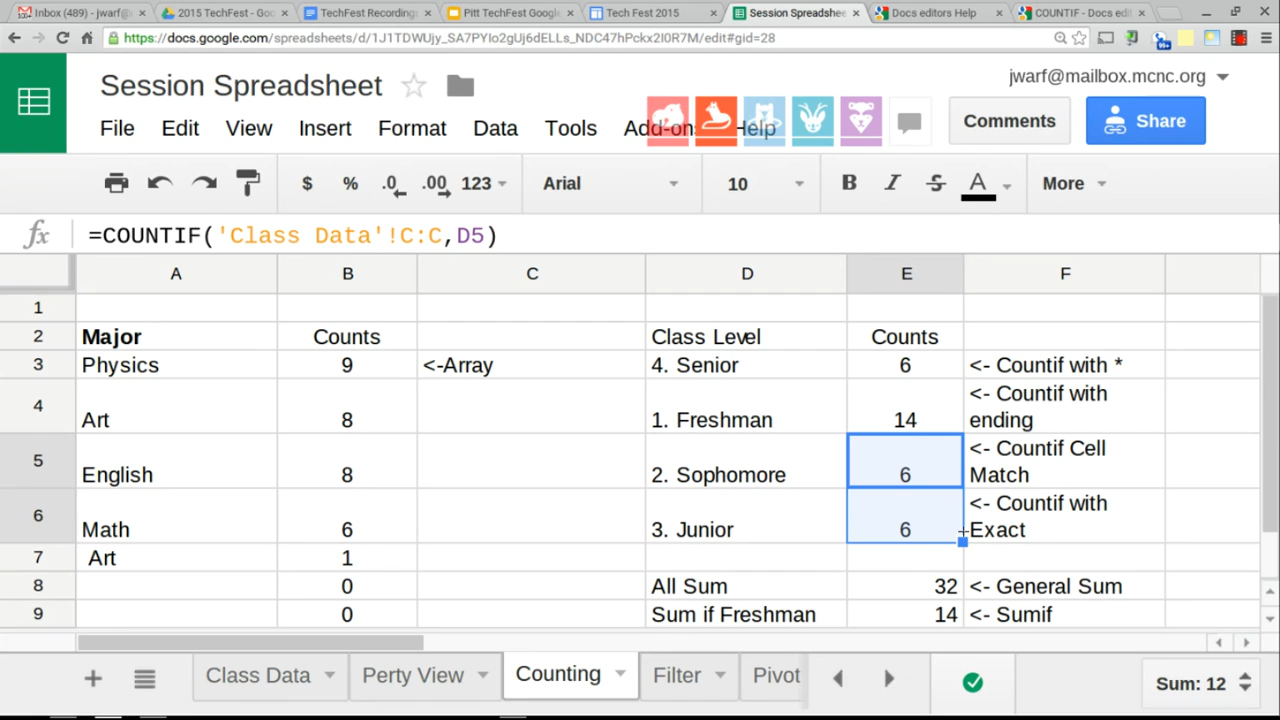 Inbox (489) - jwarf@
2015 TechFest - Goo
TechFest Recording
Pitt TechFest Google
Tech Fest 2015
Session Spreadshee
Docs editors Help
COUNTIF - Docs edit
https://docs.google.com/spreadsheets/d/1J1TDWUjy_SA7PYIo2gUj6dELLs_NDC47hPckx2I0R7M/edit#gid=28
99+
Session Spreadsheet
jwarf@mailbox.mcnc.org
File Edit View Insert Format Data Tools Add-ons Help
Comments
Share
$ % .0 .00 123 Arial 10 B I S A More
fx =COUNTIF('Class Data'!C:C,D5)
A B C D E F
1
2 Major Counts Class Level Counts
3 Physics 9 <-Array 4. Senior 6 <- Countif with *
4 Art 8 1. Freshman 14 <- Countif with
ending
5 English 8 2. Sophomore 6 <- Countif Cell
Match
6 Math 6 3. Junior 6 <- Countif with
Exact
7 Art 1
8 0 All Sum 32 <- General Sum
9 0 Sum if Freshman 14 <- Sumif
+ Class Data Perty View Counting Filter Pivot
Sum: 12